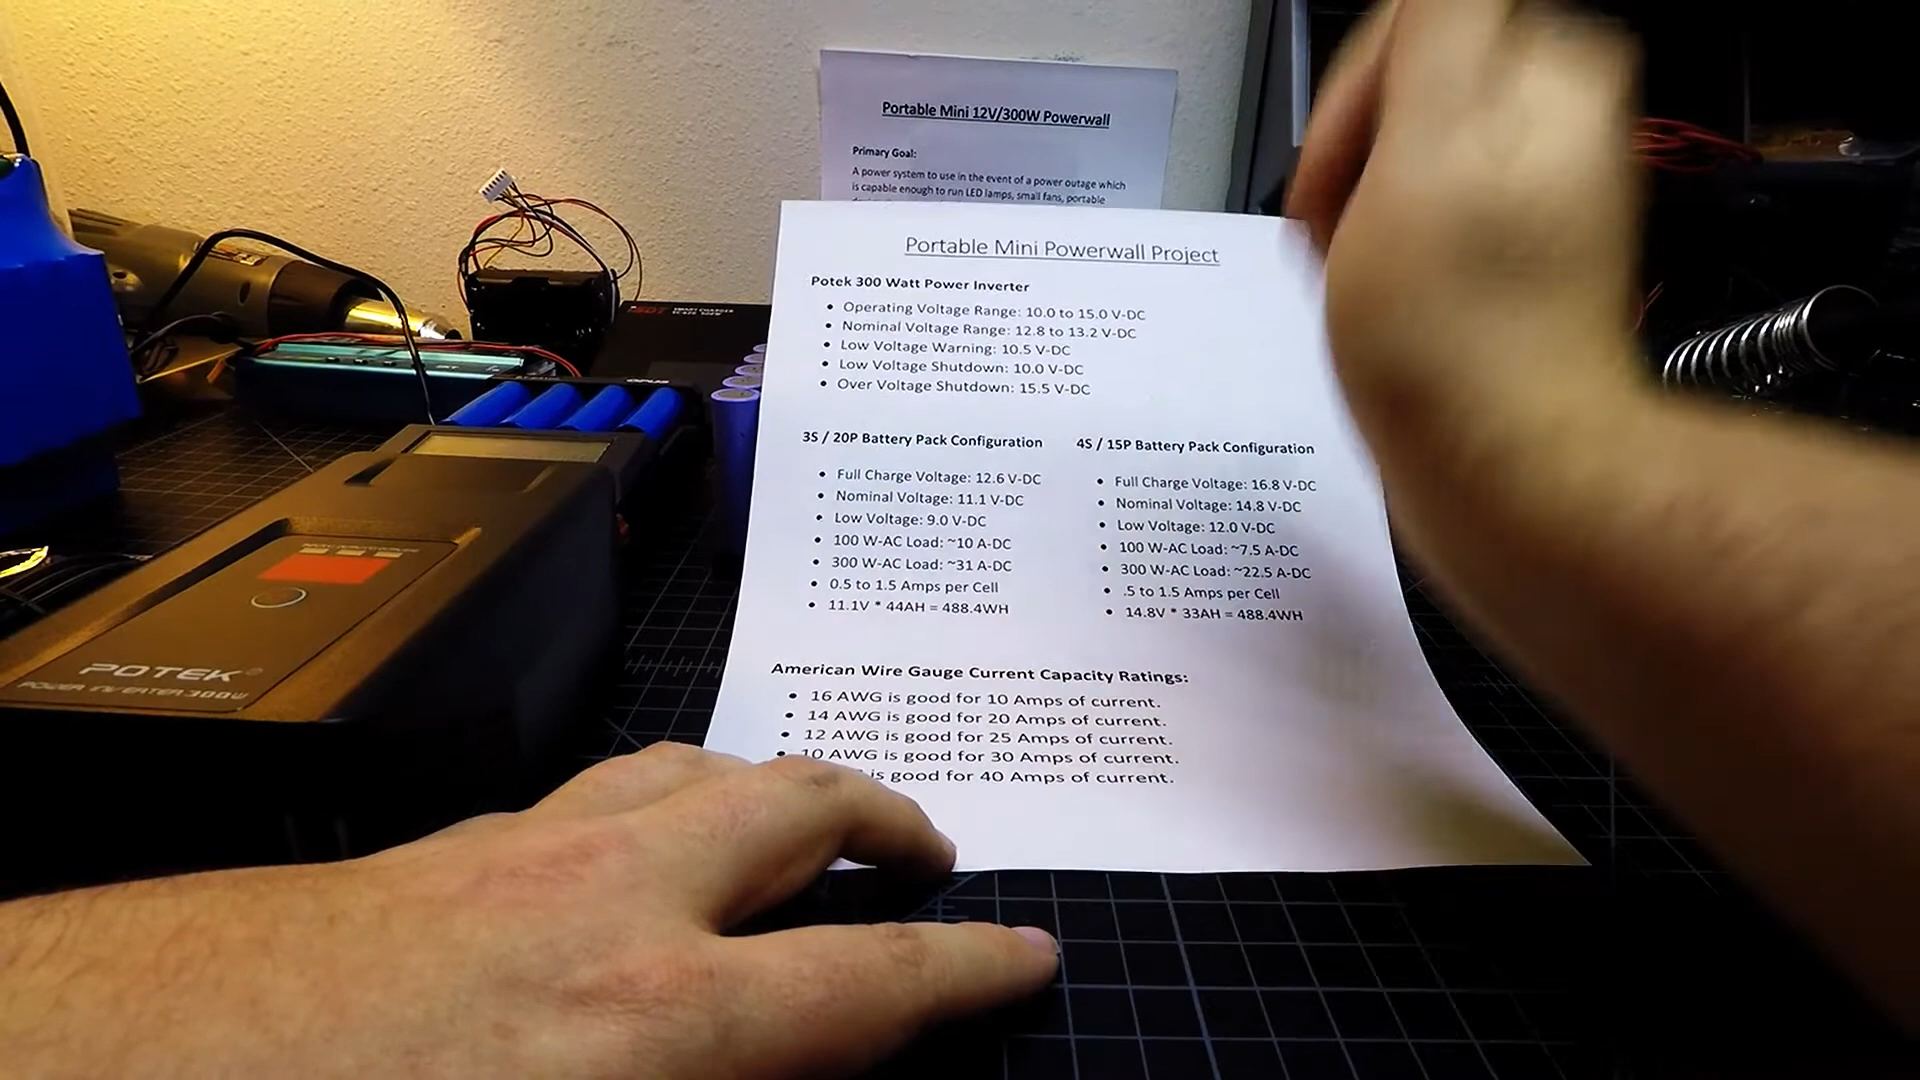 Portable Mini 12V/300W Powerwall
Primary Goal:
A power system to use in the event of a power outage which
is capable enough to run LED lamps, small fans, portable
Portable Mini Powerwall Project
Potek 300 Watt Power Inverter
• Operating Voltage Range: 10.0 to 15.0 V-DC
• Nominal Voltage Range: 12.8 to 13.2 V-DC
• Low Voltage Warning: 10.5 V-DC
• Low Voltage Shutdown: 10.0 V-DC
• Over Voltage Shutdown: 15.5 V-DC
3S / 20P Battery Pack Configuration
• Full Charge Voltage: 12.6 V-DC
• Nominal Voltage: 11.1 V-DC
• Low Voltage: 9.0 V-DC
• 100 W-AC Load: ~10 A-DC
• 300 W-AC Load: ~31 A-DC
• 0.5 to 1.5 Amps per Cell
• 11.1V * 44AH = 488.4WH
4S / 15P Battery Pack Configuration
• Full Charge Voltage: 16.8 V-DC
• Nominal Voltage: 14.8 V-DC
• Low Voltage: 12.0 V-DC
• 100 W-AC Load: ~7.5 A-DC
• 300 W-AC Load: ~22.5 A-DC
• .5 to 1.5 Amps per Cell
• 14.8V * 33AH = 488.4WH
American Wire Gauge Current Capacity Ratings:
• 16 AWG is good for 10 Amps of current.
• 14 AWG is good for 20 Amps of current.
• 12 AWG is good for 25 Amps of current.
• 10 AWG is good for 30 Amps of current.
is good for 40 Amps of current.
POTEK
POWER INVERTER 300W
OPUS
SMART CHARGER